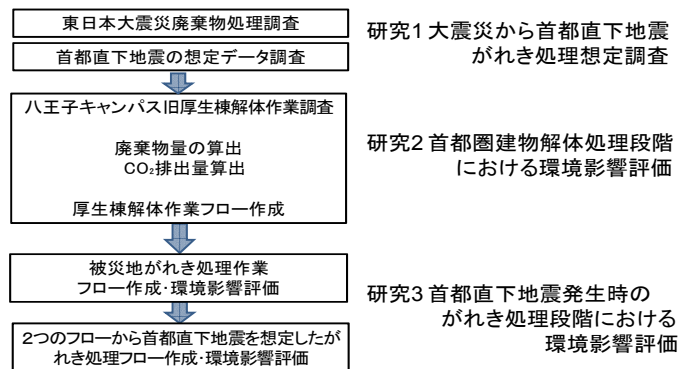 東日本大震災廃棄物処理調査
首都直下地震の想定データ調査
研究1 大震災から首都直下地震
がれき処理想定調査
八王子キャンパス旧厚生棟解体作業調査
廃棄物量の算出
CO₂排出量算出
厚生棟解体作業フロー作成
研究2 首都圏建物解体処理段階
における環境影響評価
被災地がれき処理作業
フロー作成・環境影響評価
2つのフローから首都直下地震を想定したが
れき処理フロー作成・環境影響評価
研究3 首都直下地震発生時の
がれき処理段階における
環境影響評価